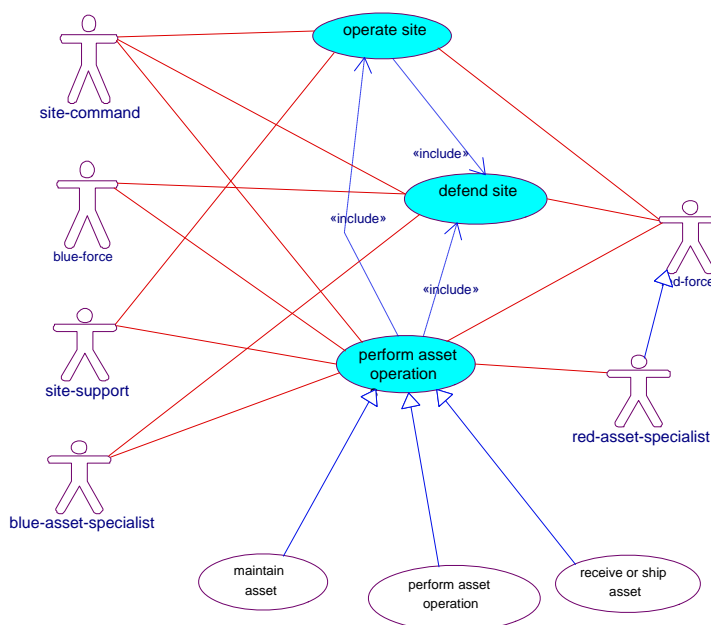 operate site
site-command
«include»
defend site
«include»
blue-force
«include»
d-force
perform asset
operation
site-support
red-asset-specialist
blue-asset-specialist
maintain
asset
perform asset
operation
receive or ship
asset